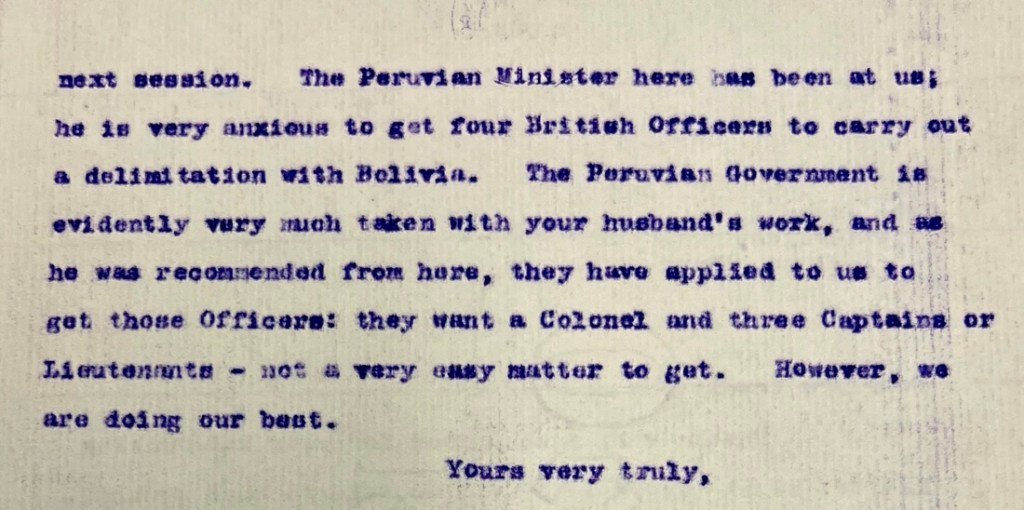 next session.   The Peruvian Minister here has been at us;
he is very anxious to get four British Officers to carry out
a delimitation with Bolivia.   The Peruvian Government is
evidently very much taken with your husband's work, and as
he was recommended from here, they have applied to us to
get those Officers: they want a Colonel and three Captains or
Lieutenants - not a very easy matter to get.   However, we
are doing our best.
Yours very truly,